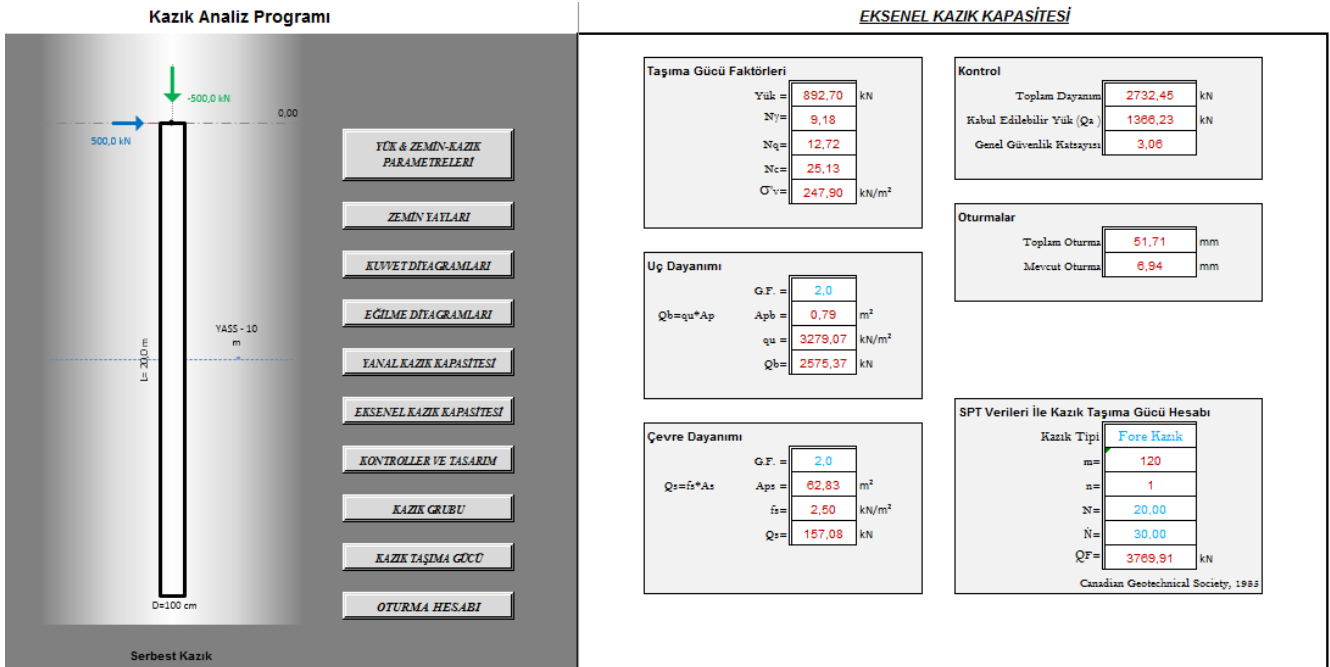 Kazık Analiz Programı
EKSENEL KAZIK KAPASİTESİ
-500,0 kN
0,00
500,0 kN
YASS - 10
m
L= 20,0 m
D=100 cm
Serbest Kazık
YÜK & ZEMİN-KAZIK
PARAMETRELERİ
ZEMİN YAYLARI
KUVVET DİYAGRAMLARI
EĞİLME DİYAGRAMLARI
YANAL KAZIK KAPASİTESİ
EKSENEL KAZIK KAPASİTESİ
KONTROLLER VE TASARIM
KAZIK GRUBU
KAZIK TAŞIMA GÜCÜ
OTURMA HESABI
Taşıma Gücü Faktörleri
Yük = 892,70 kN
Nγ= 9,18
Nq= 12,72
Nc= 25,13
σ'v= 247,90 kN/m²
Uç Dayanımı
G.F. = 2,0
Qb=qu*Ap Apb = 0,79 m²
qu = 3279,07 kN/m²
Qb= 2575,37 kN
Çevre Dayanımı
G.F. = 2,0
Qs=fs*As Aps = 62,83 m²
fs= 2,50 kN/m²
Qs= 157,08 kN
Kontrol
Toplam Dayanım 2732,45 kN
Kabul Edilebilir Yük (Qa ) 1366,23 kN
Genel Güvenlik Katsayısı 3,06
Oturmalar
Toplam Oturma 51,71 mm
Mevcut Oturma 6,94 mm
SPT Verileri İle Kazık Taşıma Gücü Hesabı
Kazık Tipi Fore Kazık
m= 120
n= 1
N= 20,00
Ṅ= 30,00
QF= 3769,91 kN
Canadian Geotechnical Society, 1985